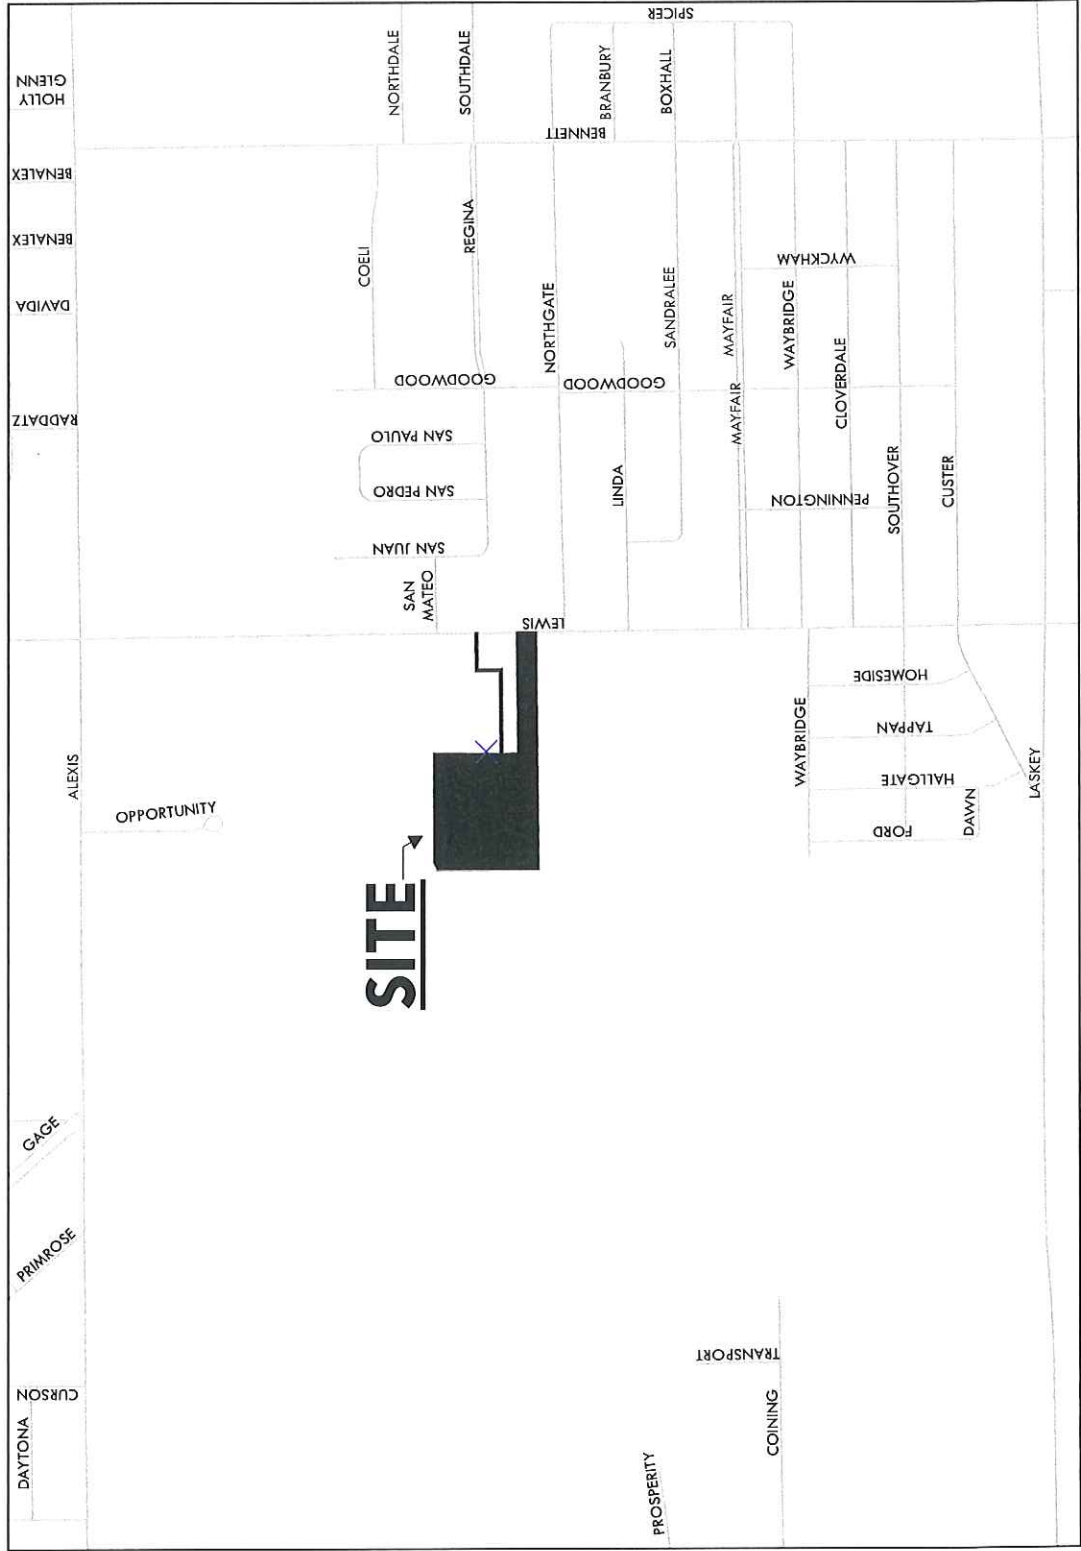 DAYTONA
CURSON
PRIMROSE
GAGE
RADDATZ
DAVIDA
BENALEX
BENALEX
HOLLY
GLENN
ALEXIS
OPPORTUNITY
SITE
COELI
NORTHDALE
SAN JUAN
SAN PEDRO
SAN PAULO
SAN
MATEO
GOODWOOD
REGINA
SOUTHDALE
LEWIS
NORTHGATE
BENNETT
BRANBURY
LINDA
GOODWOOD
SANDRALEE
BOXHALL
SPICER
PROSPERITY
MAYFAIR
MAYFAIR
TRANSPORT
COINING
WAYBRIDGE
WAYBRIDGE
PENNINGTON
WYCKHAM
CLOVERDALE
FORD
HALLGATE
TAPPAN
HOMESIDE
SOUTHOVER
DAWN
CUSTER
LASKEY